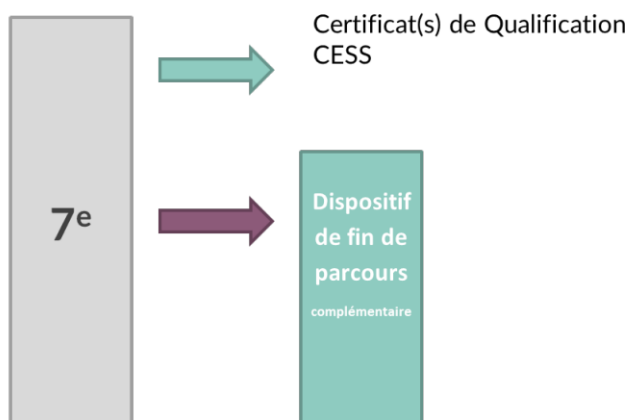 Certificat(s) de Qualification
CESS
7e
Dispositif
de fin de
parcours
complémentaire